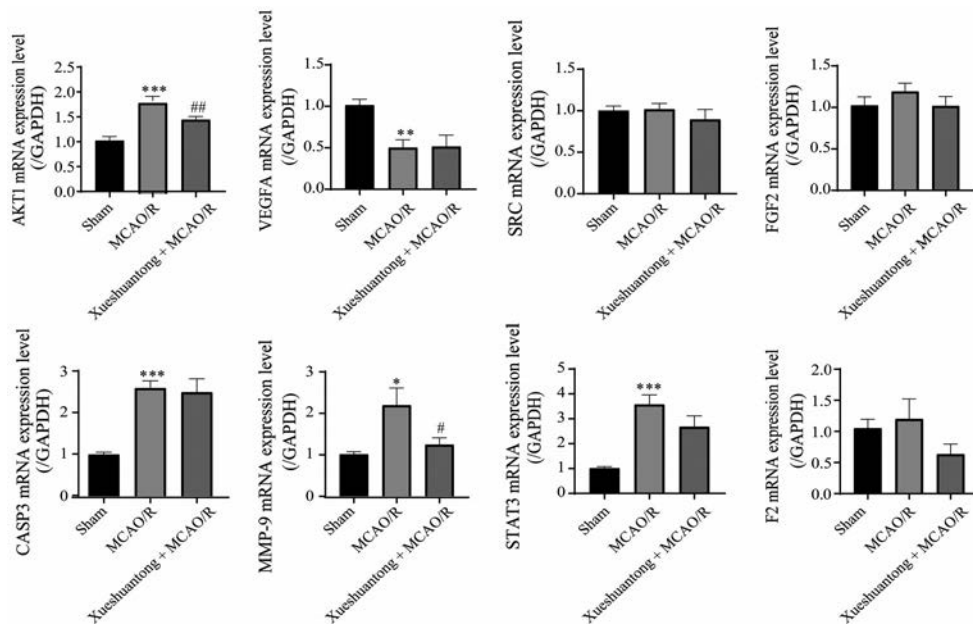 AKT1 mRNA expression level
(/GAPDH)
2.5
2.0
1.5
1.0
0.5
0.0
***
##
Sham
MCAO/R
Xueshuantong + MCAO/R
VEGFA mRNA expression level
(/GAPDH)
1.5
1.0
0.5
0.0
**
Sham
MCAO/R
Xueshuantong + MCAO/R
SRC mRNA expression level
(/GAPDH)
1.5
1.0
0.5
0.0
Sham
MCAO/R
Xueshuantong + MCAO/R
FGF2 mRNA expression level
(/GAPDH)
1.5
1.0
0.5
0.0
Sham
MCAO/R
Xueshuantong + MCAO/R
CASP3 mRNA expression level
(/GAPDH)
3
2
1
0
***
Sham
MCAO/R
Xueshuantong + MCAO/R
MMP-9 mRNA expression level
(/GAPDH)
3
2
1
0
*
#
Sham
MCAO/R
Xueshuantong + MCAO/R
STAT3 mRNA expression level
(/GAPDH)
5
4
3
2
1
0
***
Sham
MCAO/R
Xueshuantong + MCAO/R
F2 mRNA expression level
(/GAPDH)
2.0
1.5
1.0
0.5
0.0
Sham
MCAO/R
Xueshuantong + MCAO/R